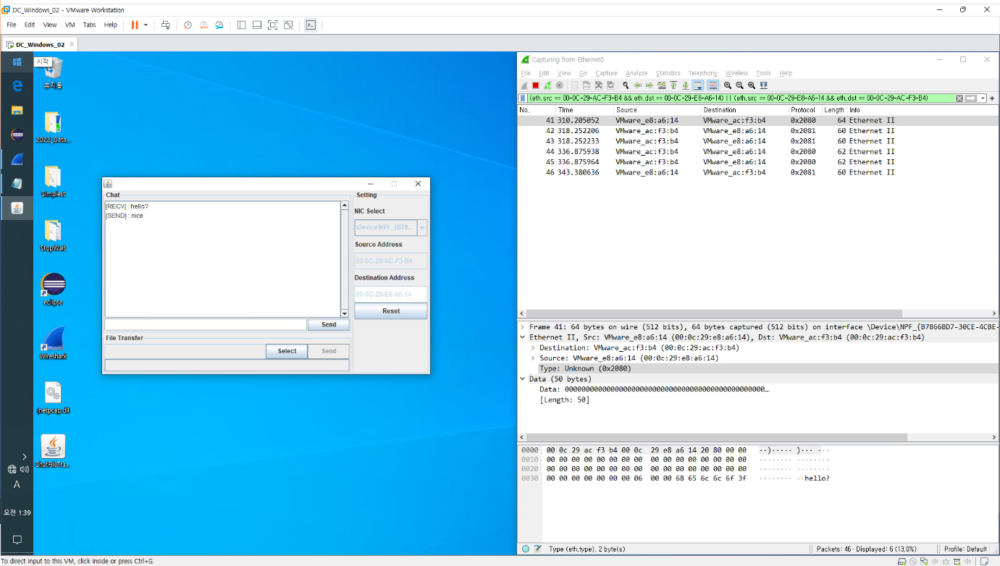 DC_Windows_02 - VMware Workstation
File Edit View VM Tabs Help
DC_Windows_02
시작
휴지통
2022_Data...
Simplest
StopWait
eclipse
Wireshark
jnetpcap.dll
ChatFileTra...
A
오전 1:39
Chat
[RECV] : hello?
[SEND] : nice
Send
File Transfer
Select Send
Setting
NIC Select
\Device\NPF_{B786...
Source Address
00-0C-29-AC-F3-B4
Destination Address
00-0C-29-E8-A6-14
Reset
Capturing from Ethernet0
File Edit View Go Capture Analyze Statistics Telephony Wireless Tools Help
(eth.src == 00-0C-29-AC-F3-B4 && eth.dst == 00-0C-29-E8-A6-14) || (eth.src == 00-0C-29-E8-A6-14 && eth.dst == 00-0C-29-AC-F3-B4)
No. Time Source Destination Protocol Length Info
41 310.205052 VMware_e8:a6:14 VMware_ac:f3:b4 0x2080 64 Ethernet II
42 318.252206 VMware_ac:f3:b4 VMware_e8:a6:14 0x2081 60 Ethernet II
43 318.252233 VMware_ac:f3:b4 VMware_e8:a6:14 0x2081 60 Ethernet II
44 336.875938 VMware_ac:f3:b4 VMware_e8:a6:14 0x2080 62 Ethernet II
45 336.875964 VMware_ac:f3:b4 VMware_e8:a6:14 0x2080 62 Ethernet II
46 343.380636 VMware_e8:a6:14 VMware_ac:f3:b4 0x2081 60 Ethernet II
Frame 41: 64 bytes on wire (512 bits), 64 bytes captured (512 bits) on interface \Device\NPF_{B7866BD7-30CE-4CBE-
Ethernet II, Src: VMware_e8:a6:14 (00:0c:29:e8:a6:14), Dst: VMware_ac:f3:b4 (00:0c:29:ac:f3:b4)
Destination: VMware_ac:f3:b4 (00:0c:29:ac:f3:b4)
Source: VMware_e8:a6:14 (00:0c:29:e8:a6:14)
Type: Unknown (0x2080)
Data (50 bytes)
Data: 00000000000000000000000000000000000000000000…
[Length: 50]
0000 00 0c 29 ac f3 b4 00 0c 29 e8 a6 14 20 80 00 00 ··)····· )··· ···
0010 00 00 00 00 00 00 00 00 00 00 00 00 00 00 00 00 ········ ········
0020 00 00 00 00 00 00 00 00 00 00 00 00 00 00 00 00 ········ ········
0030 00 00 00 00 00 00 00 06 00 00 68 65 6c 6c 6f 3f ········ ··hello?
Type (eth.type), 2 byte(s)
Packets: 46 · Displayed: 6 (13.0%)
Profile: Default
To direct input to this VM, click inside or press Ctrl+G.